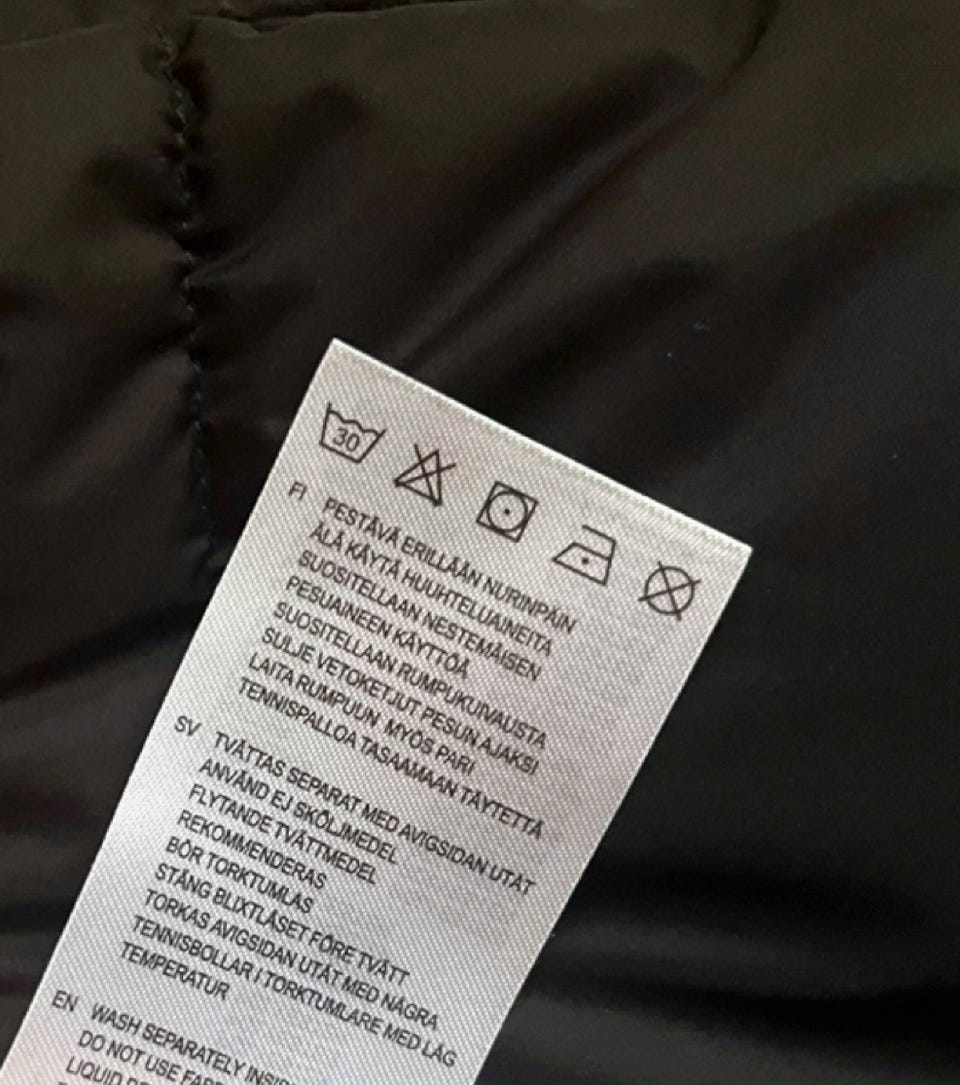 30
FI PESTÄVÄ ERILLÄÄN NURINPÄIN
ÄLÄ KÄYTÄ HUUHTELUAINEITA
SUOSITELLAAN NESTEMÄISEN
PESUAINEEN KÄYTTÖÄ
SUOSITELLAAN RUMPUKUIVAUSTA
SULJE VETOKETJUT PESUN AJAKSI
LAITA RUMPUUN MYÖS PARI
TENNISPALLOA TASAAMAAN TÄYTETTÄ
SV TVÄTTAS SEPARAT MED AVIGSIDAN UTÅT
ANVÄND EJ SKÖLJMEDEL
FLYTANDE TVÄTTMEDEL
REKOMMENDERAS
BÖR TORKTUMLAS
STÄNG BLIXTLÅSET FÖRE TVÄTT
TORKAS AVIGSIDAN UTÅT MED NÅGRA
TENNISBOLLAR I TORKTUMLARE MED LÅG
TEMPERATUR
EN WASH SEPARATELY
DO NOT USE
LIQUID